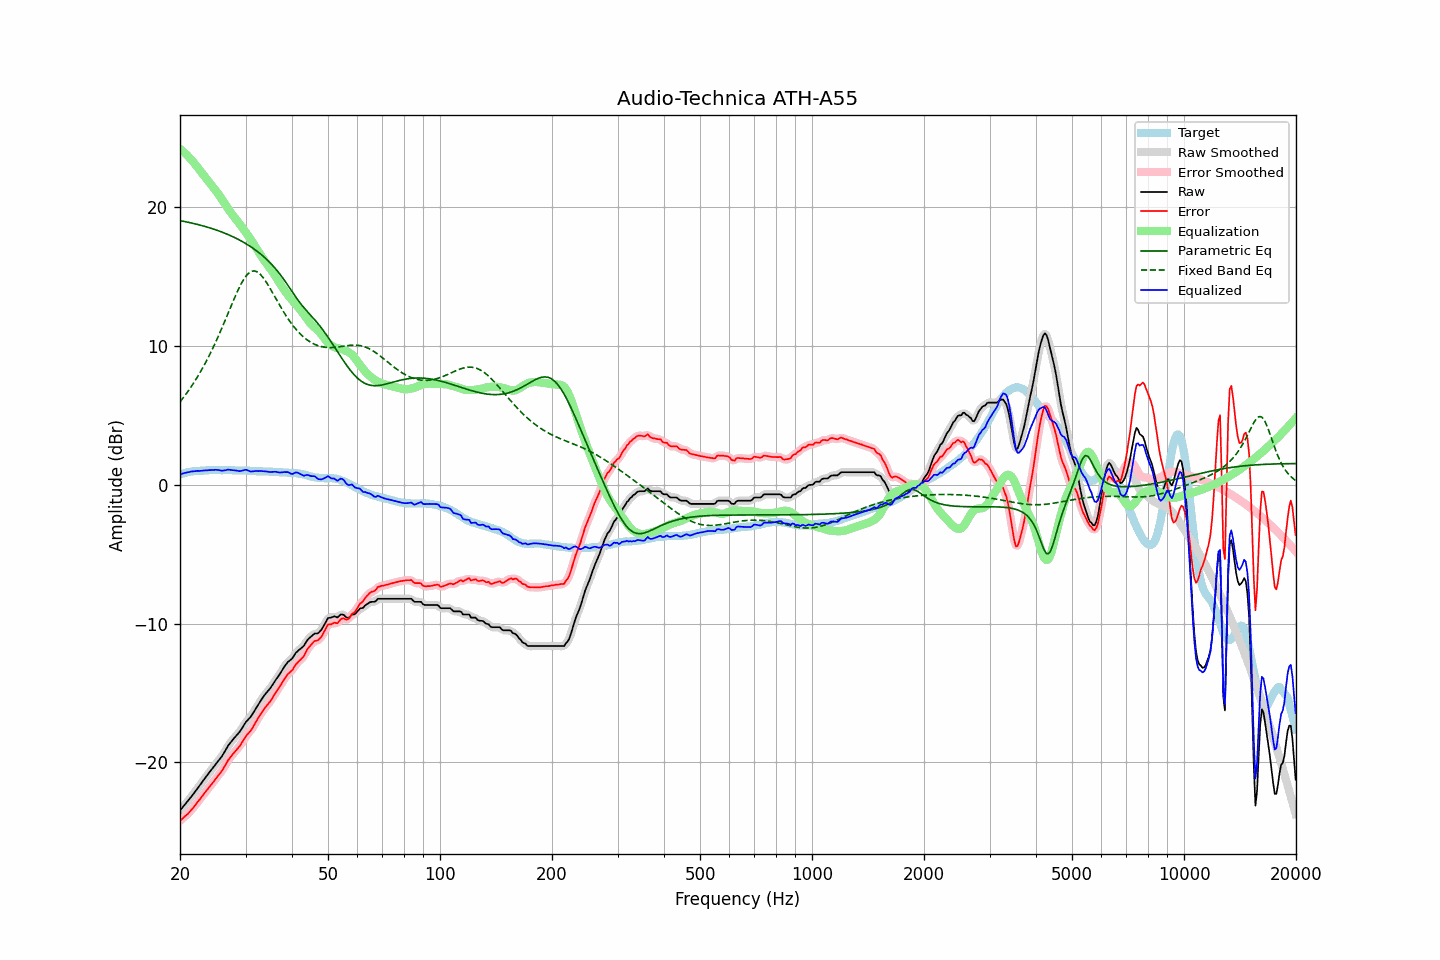 Audio-Technica ATH-A55
Target
Raw Smoothed
Error Smoothed
Raw
Error
Equalization
Parametric Eq
Fixed Band Eq
Equalized
Amplitude (dBr)
20
10
0
−10
−20
20 50 100 200 500 1000 2000 5000 10000 20000
Frequency (Hz)